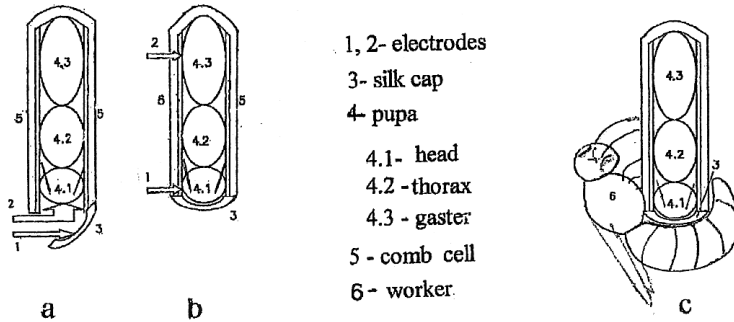 4.3
5
5
4.2
4.1
2
1
3
a
2
4.3
5
4.2
1
4.1
3
b
1, 2- electrodes
3- silk cap
4- pupa
4.1- head
4.2 -thorax
4.3 - gaster
5 - comb cell
6 - worker
4.3
4.2
3
6
4.1
c